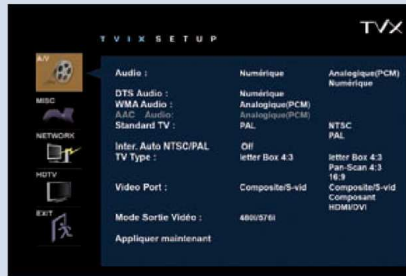 TVX
TVIX SETUP
A/V
MISC
NETWORK
HDTV
EXIT
Audio : Numérique Analogique(PCM)
Numérique
DTS Audio : Numérique
WMA Audio: Analogique(PCM)
AAC Audio: Analogique(PCM)
Standard TV : PAL NTSC
PAL
Inter. Auto NTSC/PAL Off
TV Type : letter Box 4:3 letter Box 4:3
Pan-Scan 4:3
16:9
Video Port : Composite/S-vid Composite/S-vid
Composant
HDMI/DVI
Mode Sortie Vidéo : 480I/576I
Appliquer maintenant